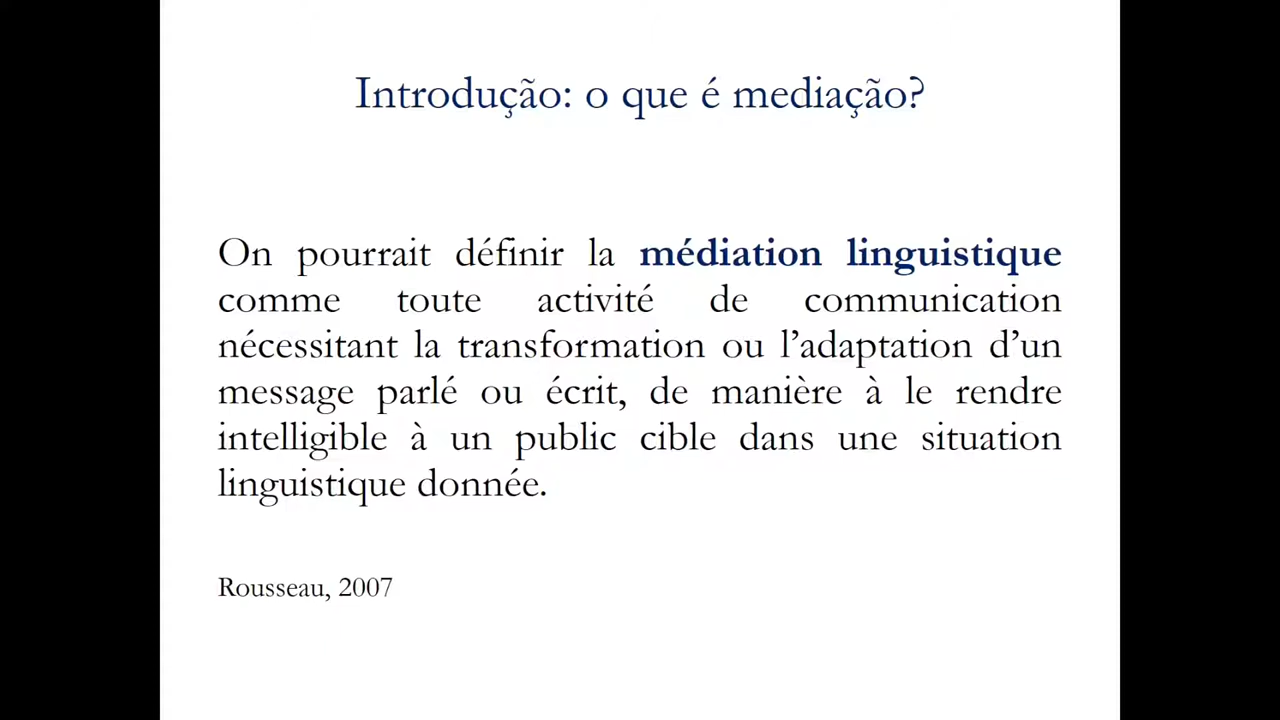 Introdução: o que é mediação?
On pourrait définir la médiation linguistique
comme toute activité de communication
nécessitant la transformation ou l’adaptation d’un
message parlé ou écrit, de manière à le rendre
intelligible à un public cible dans une situation
linguistique donnée.
Rousseau, 2007